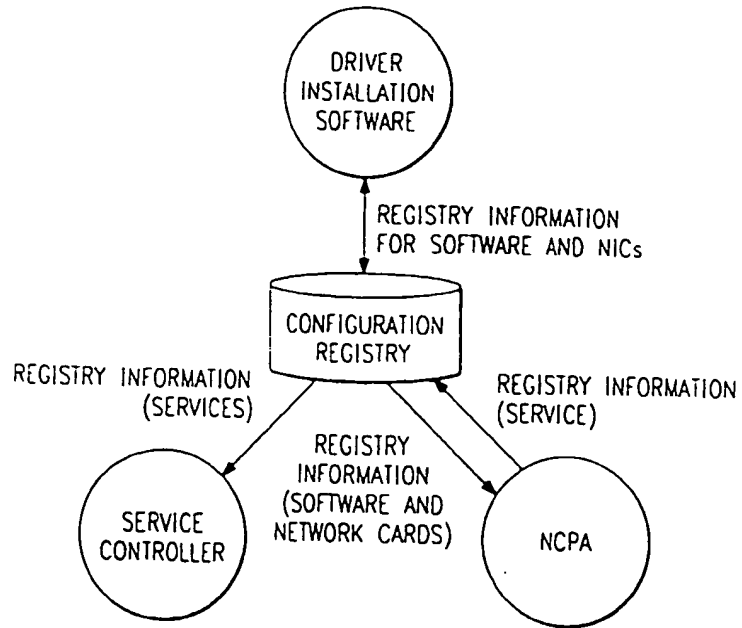 DRIVER
INSTALLATION
SOFTWARE
REGISTRY INFORMATION
FOR SOFTWARE AND NICs
CONFIGURATION
REGISTRY
REGISTRY INFORMATION
(SERVICES)
REGISTRY INFORMATION
(SERVICE)
REGISTRY
INFORMATION
(SOFTWARE AND
NETWORK CARDS)
SERVICE
CONTROLLER
NCPA